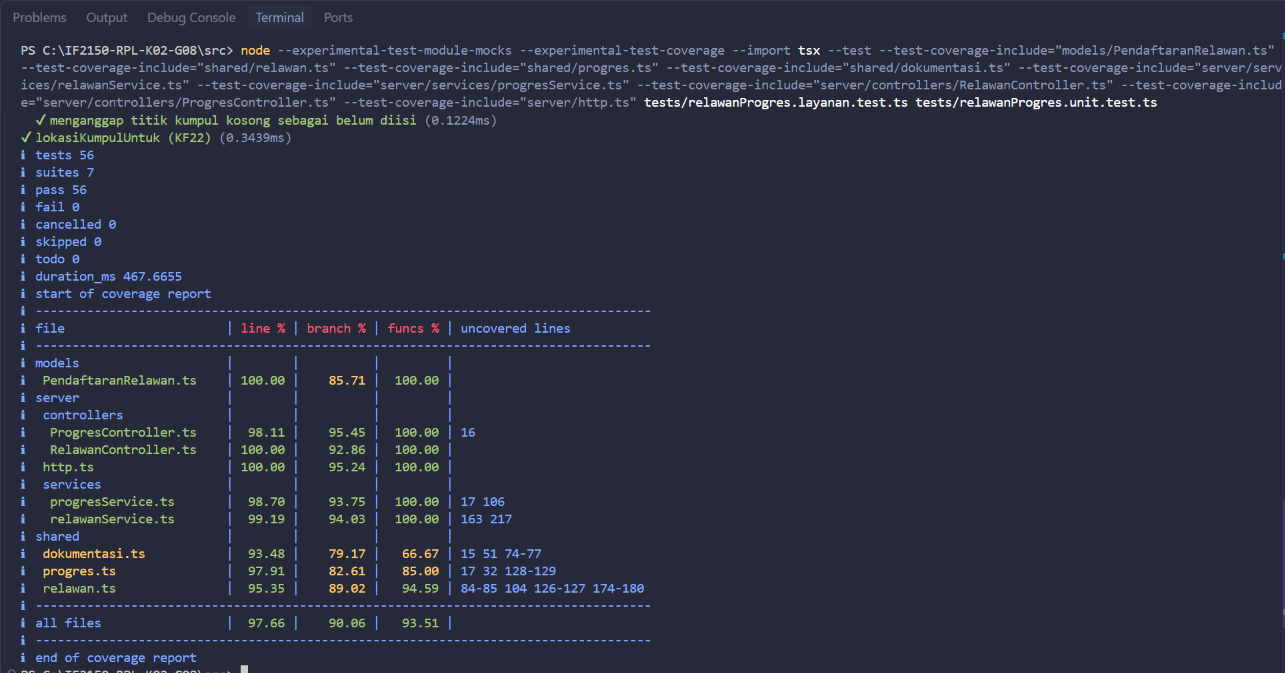 Problems Output Debug Console Terminal Ports
PS C:\IF2150-RPL-K02-G08\src> node --experimental-test-module-mocks --experimental-test-coverage --import tsx --test --test-coverage-include="models/PendaftaranRelawan.ts"
--test-coverage-include="shared/relawan.ts" --test-coverage-include="shared/progres.ts" --test-coverage-include="shared/dokumentasi.ts" --test-coverage-include="server/serv
ices/relawanService.ts" --test-coverage-include="server/services/progresService.ts" --test-coverage-include="server/controllers/RelawanController.ts" --test-coverage-includ
e="server/controllers/ProgresController.ts" --test-coverage-include="server/http.ts" tests/relawanProgres.layanan.test.ts tests/relawanProgres.unit.test.ts
✓ menganggap titik kumpul kosong sebagai belum diisi (0.1224ms)
✓ lokasiKumpulUntuk (KF22) (0.3439ms)
ℹ tests 56
ℹ suites 7
ℹ pass 56
ℹ fail 0
ℹ cancelled 0
ℹ skipped 0
ℹ todo 0
ℹ duration_ms 467.6655
ℹ start of coverage report
ℹ -------------------------------------------------------------------------------------
ℹ file | line % | branch % | funcs % | uncovered lines
ℹ -------------------------------------------------------------------------------------
ℹ models | | | |
ℹ PendaftaranRelawan.ts | 100.00 | 85.71 | 100.00 |
ℹ server | | | |
ℹ controllers | | | |
ℹ ProgresController.ts | 98.11 | 95.45 | 100.00 | 16
ℹ RelawanController.ts | 100.00 | 92.86 | 100.00 |
ℹ http.ts | 100.00 | 95.24 | 100.00 |
ℹ services | | | |
ℹ progresService.ts | 98.70 | 93.75 | 100.00 | 17 106
ℹ relawanService.ts | 99.19 | 94.03 | 100.00 | 163 217
ℹ shared | | | |
ℹ dokumentasi.ts | 93.48 | 79.17 | 66.67 | 15 51 74-77
ℹ progres.ts | 97.91 | 82.61 | 85.00 | 17 32 128-129
ℹ relawan.ts | 95.35 | 89.02 | 94.59 | 84-85 104 126-127 174-180
ℹ -------------------------------------------------------------------------------------
ℹ all files | 97.66 | 90.06 | 93.51 |
ℹ -------------------------------------------------------------------------------------
ℹ end of coverage report
PS C:\IF2150-RPL-K02-G08\src>